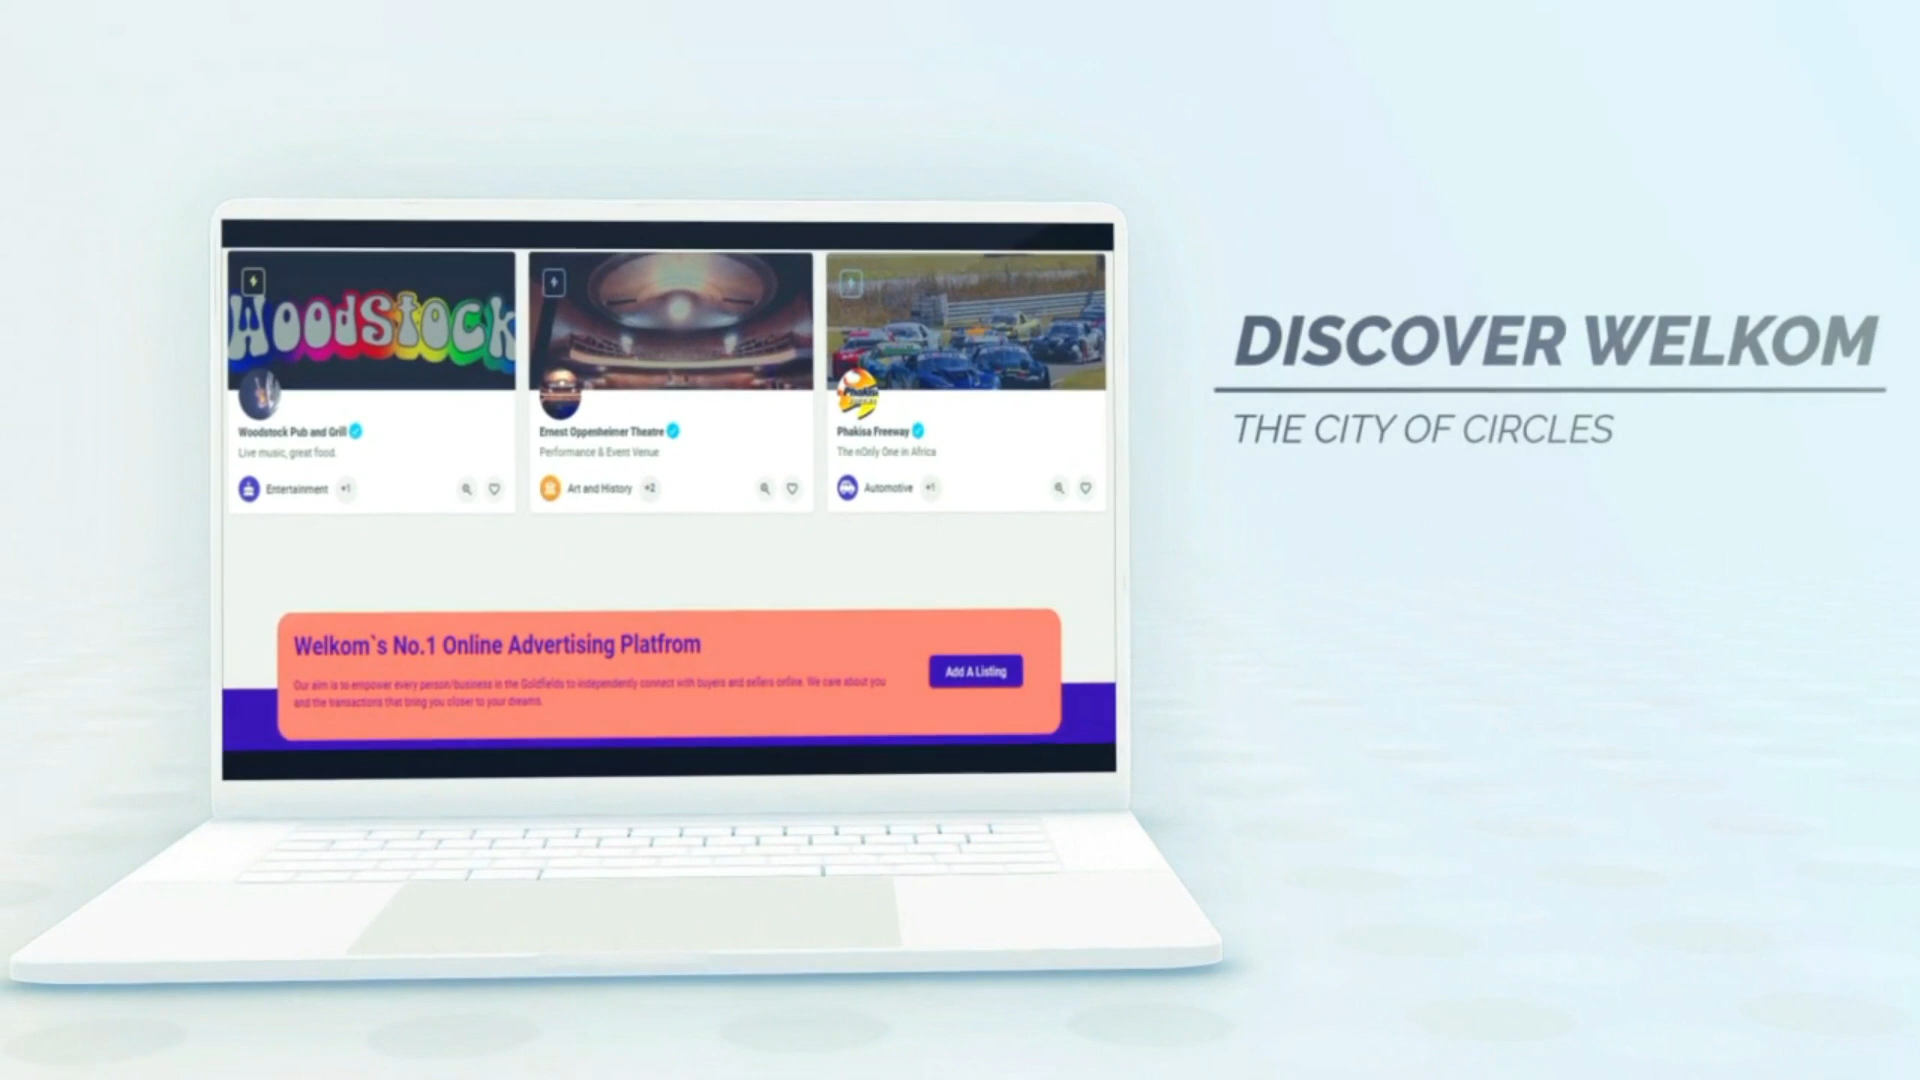 WoodStock
Woodstock Pub and Grill
Live music, great food.
Entertainment +1
Ernest Oppenheimer Theatre
Performance & Event Venue
Art and History +2
Phakisa
Phakisa Freeway
The nOnly One in Africa
Automotive +1
Welkom`s No.1 Online Advertising Platfrom
Our aim is to empower every person/business in the Goldfields to independently connect with buyers and sellers online. We care about you
and the transactions that bring you closer to your dreams.
Add A Listing
DISCOVER WELKOM
THE CITY OF CIRCLES